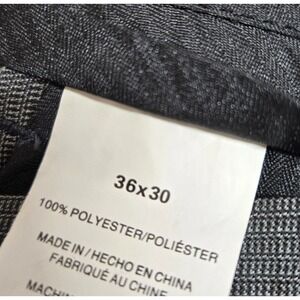 36x30
100% POLYESTER/POLIÉSTER
MADE IN / HECHO EN CHINA
FABRIQUÉ AU CHINE